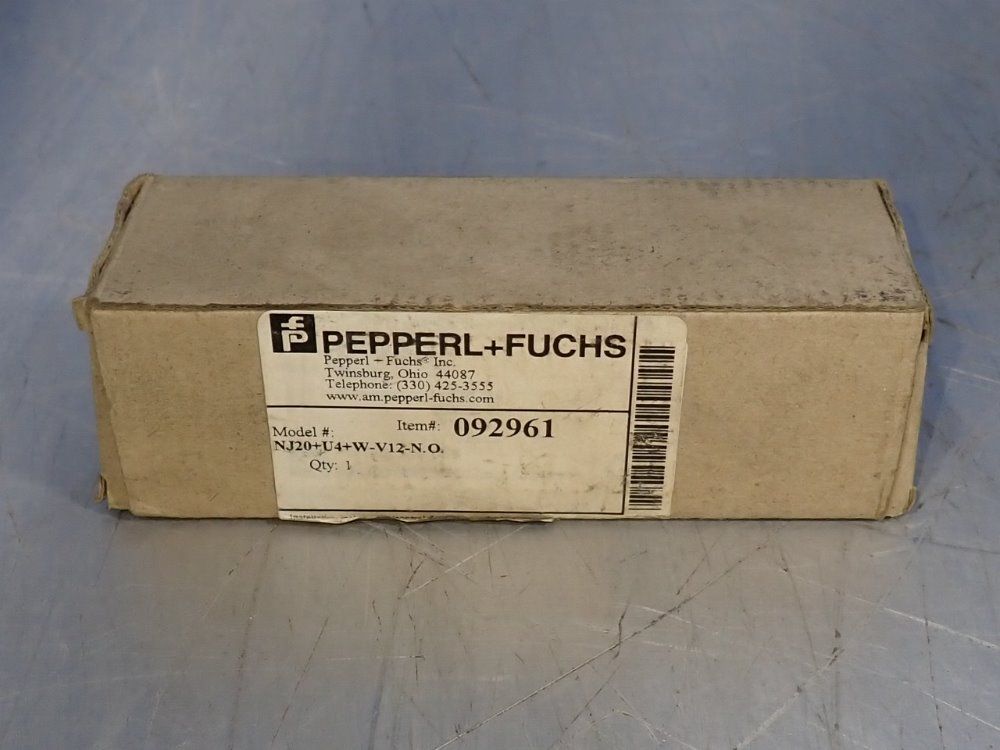 PEPPERL+FUCHS
Pepperl + Fuchs® Inc.
Twinsburg, Ohio 44087
Telephone: (330) 425-3555
www.am.pepperl-fuchs.com
Item#: 092961
Model #:
NJ20+U4+W-V12-N.O.
Qty: 1